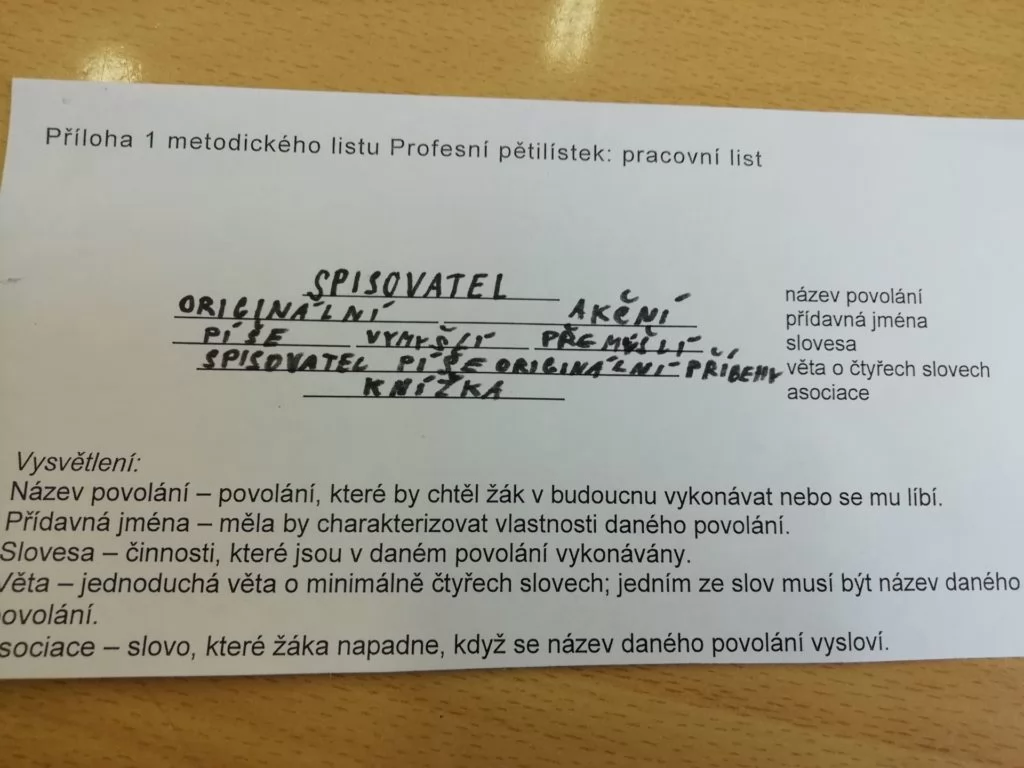 Příloha 1 metodického listu Profesní pětilístek: pracovní list
SPISOVATEL název povolání
ORIGINÁLNÍ AKČNÍ přídavná jména
PÍŠE VYMYŠLÍ PŘEMÝŠLÍ slovesa
SPISOVATEL PÍŠE ORIGINÁLNÍ PŘÍBĚHY věta o čtyřech slovech
KNÍŽKA asociace
Vysvětlení:
Název povolání – povolání, které by chtěl žák v budoucnu vykonávat nebo se mu líbí.
Přídavná jména – měla by charakterizovat vlastnosti daného povolání.
Slovesa – činnosti, které jsou v daném povolání vykonávány.
Věta – jednoduchá věta o minimálně čtyřech slovech; jedním ze slov musí být název daného
ovolání.
sociace – slovo, které žáka napadne, když se název daného povolání vysloví.